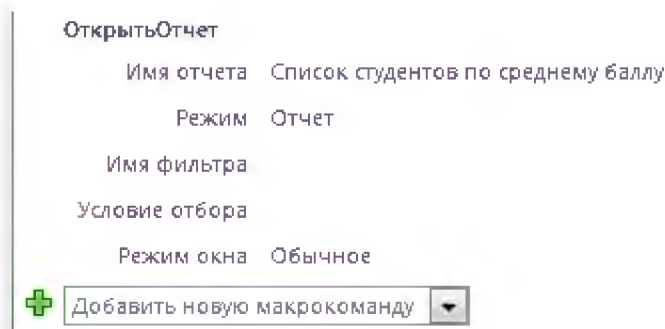 ОткрытьОтчет
Имя отчета Список студентов по среднему баллу
Режим Отчет
Имя фильтра
Условие отбора
Режим окна Обычное
Добавить новую макрокоманду